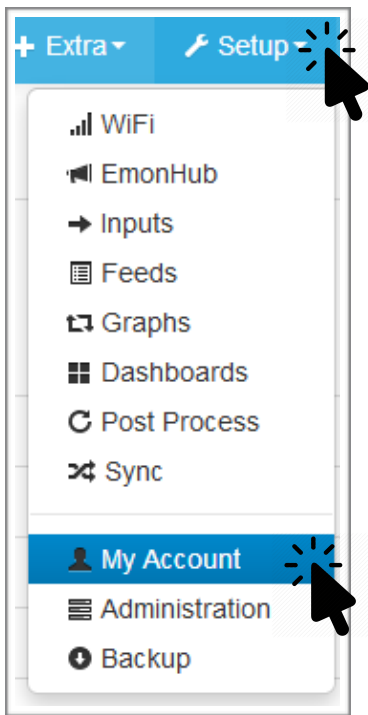 Extra Setup
WiFi
EmonHub
Inputs
Feeds
Graphs
Dashboards
Post Process
Sync
My Account
Administration
Backup